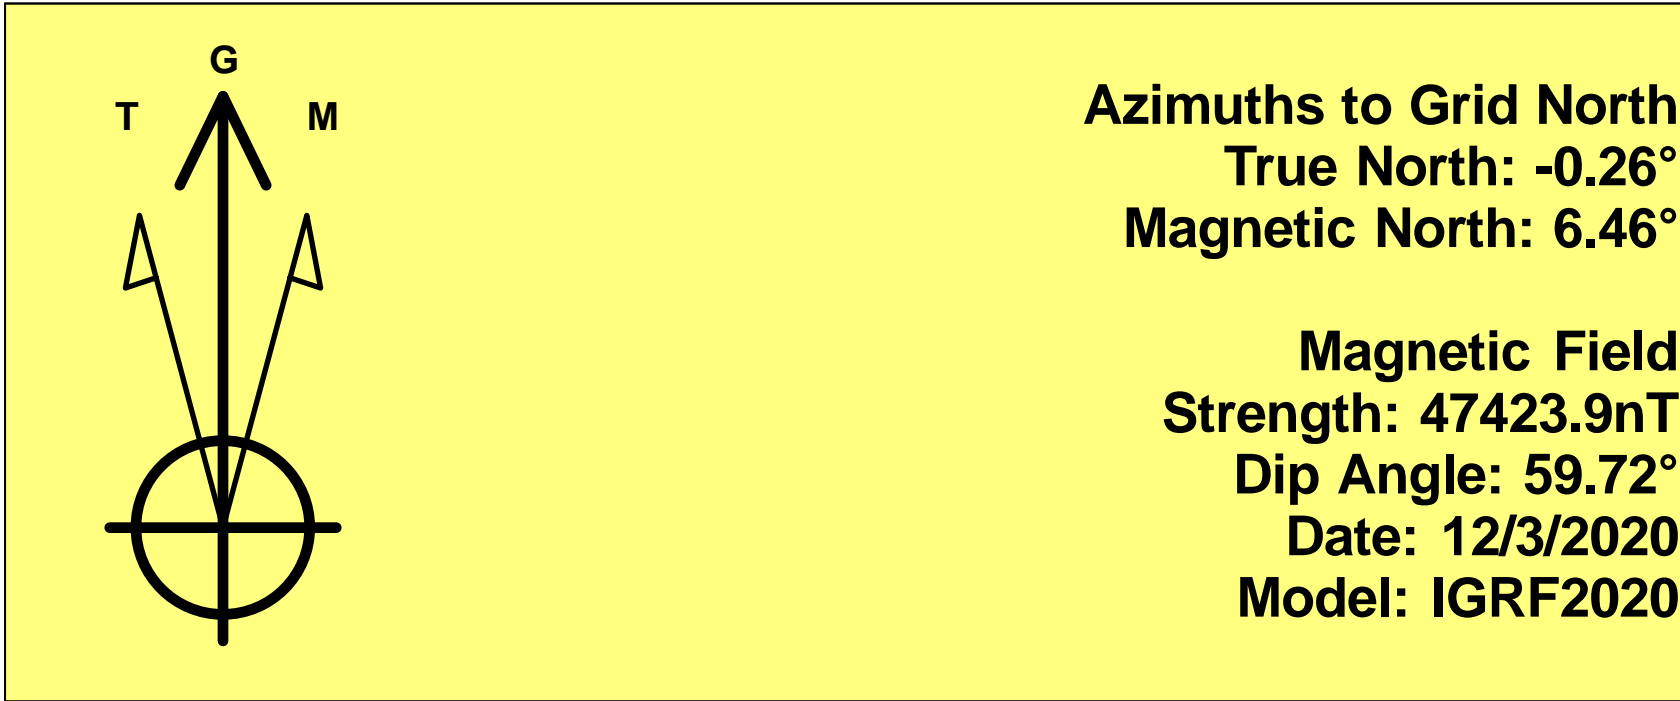 G
T
M
Azimuths to Grid North
True North: -0.26°
Magnetic North: 6.46°
Magnetic Field
Strength: 47423.9nT
Dip Angle: 59.72°
Date: 12/3/2020
Model: IGRF2020